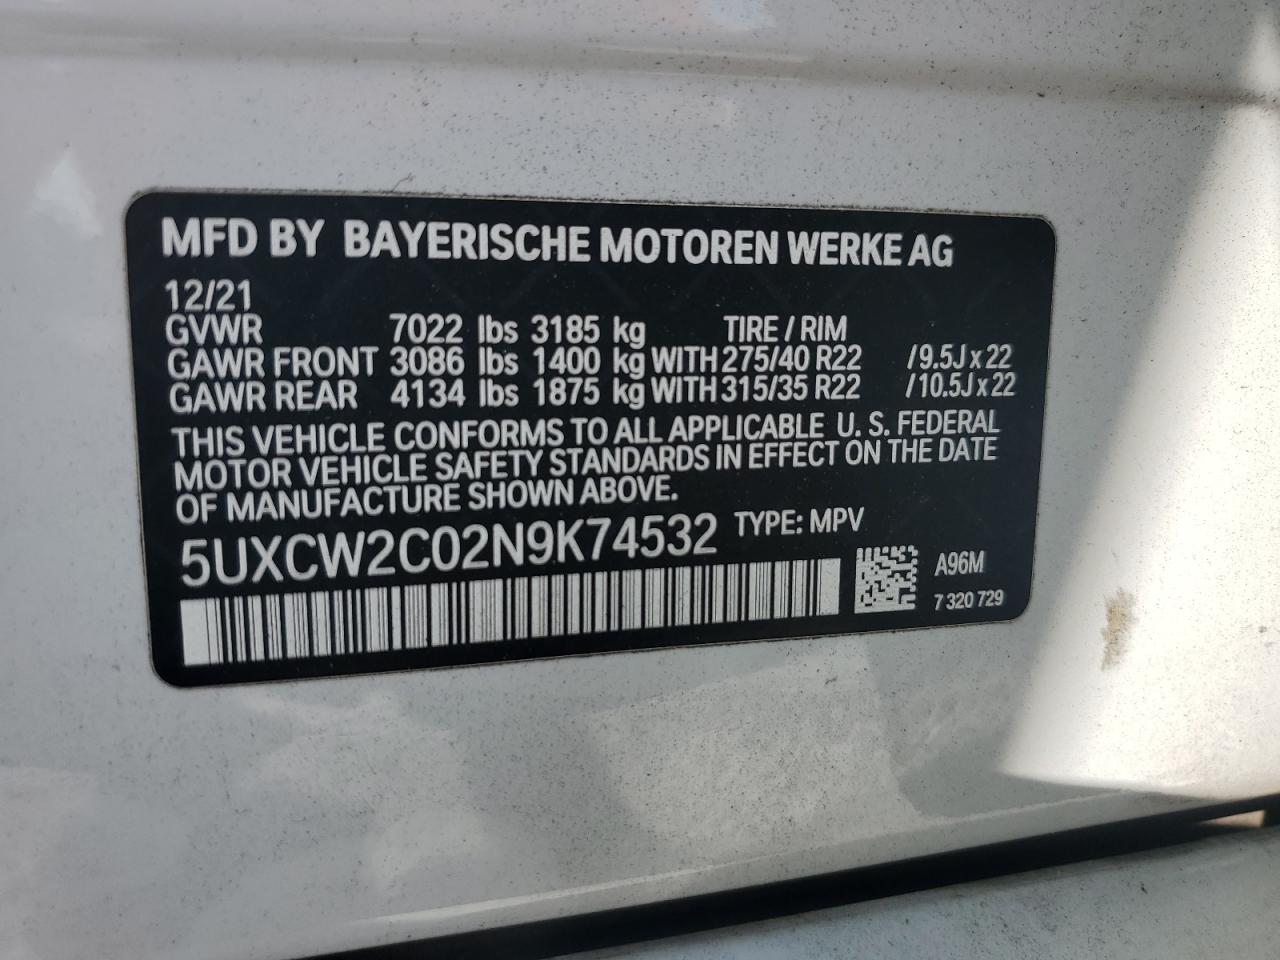 MFD BY BAYERISCHE MOTOREN WERKE AG
12/21
GVWR 7022 lbs 3185 kg TIRE / RIM
GAWR FRONT 3086 lbs 1400 kg WITH 275/40 R22 / 9.5J x 22
GAWR REAR 4134 lbs 1875 kg WITH 315/35 R22 / 10.5J x 22
THIS VEHICLE CONFORMS TO ALL APPLICABLE U. S. FEDERAL
MOTOR VEHICLE SAFETY STANDARDS IN EFFECT ON THE DATE
OF MANUFACTURE SHOWN ABOVE.
5UXCW2C02N9K74532 TYPE: MPV
A96M
7 320 729